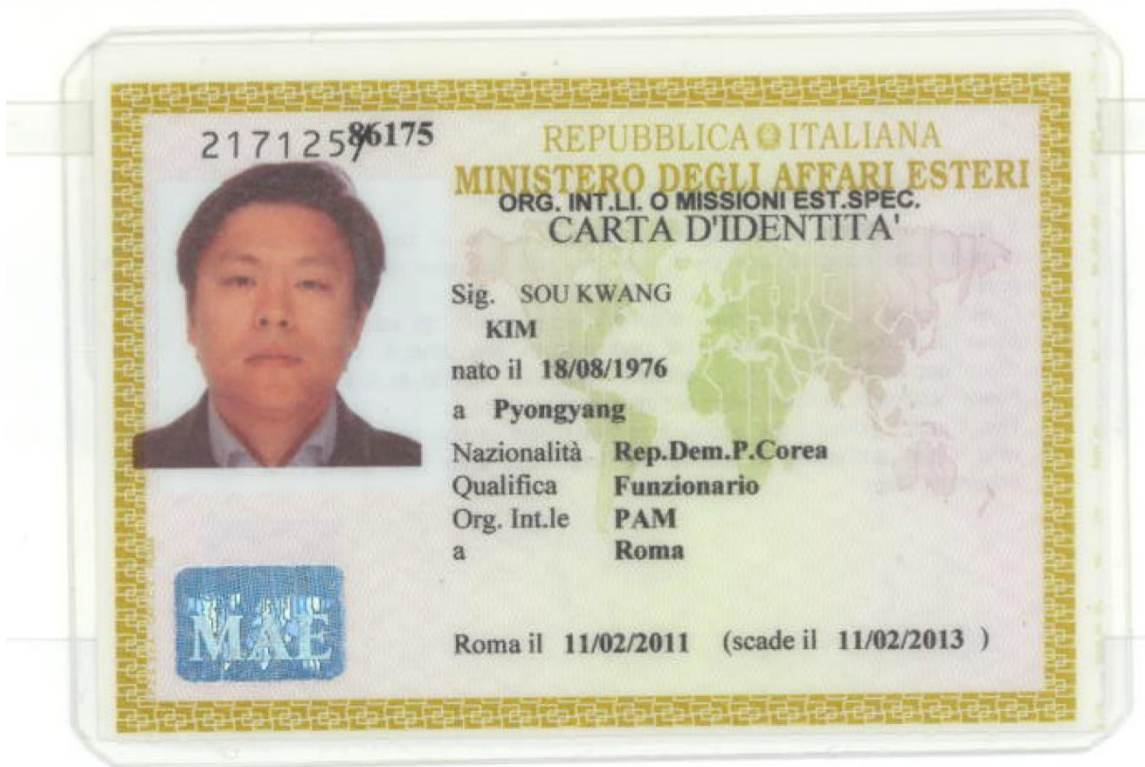 217125/86175
REPUBBLICA ITALIANA
MINISTERO DEGLI AFFARI ESTERI
ORG. INT.LI. O MISSIONI EST.SPEC.
CARTA D'IDENTITA'
Sig. SOU KWANG
KIM
nato il 18/08/1976
a Pyongyang
Nazionalità Rep.Dem.P.Corea
Qualifica Funzionario
Org. Int.le PAM
a Roma
MAE
Roma il 11/02/2011 (scade il 11/02/2013 )